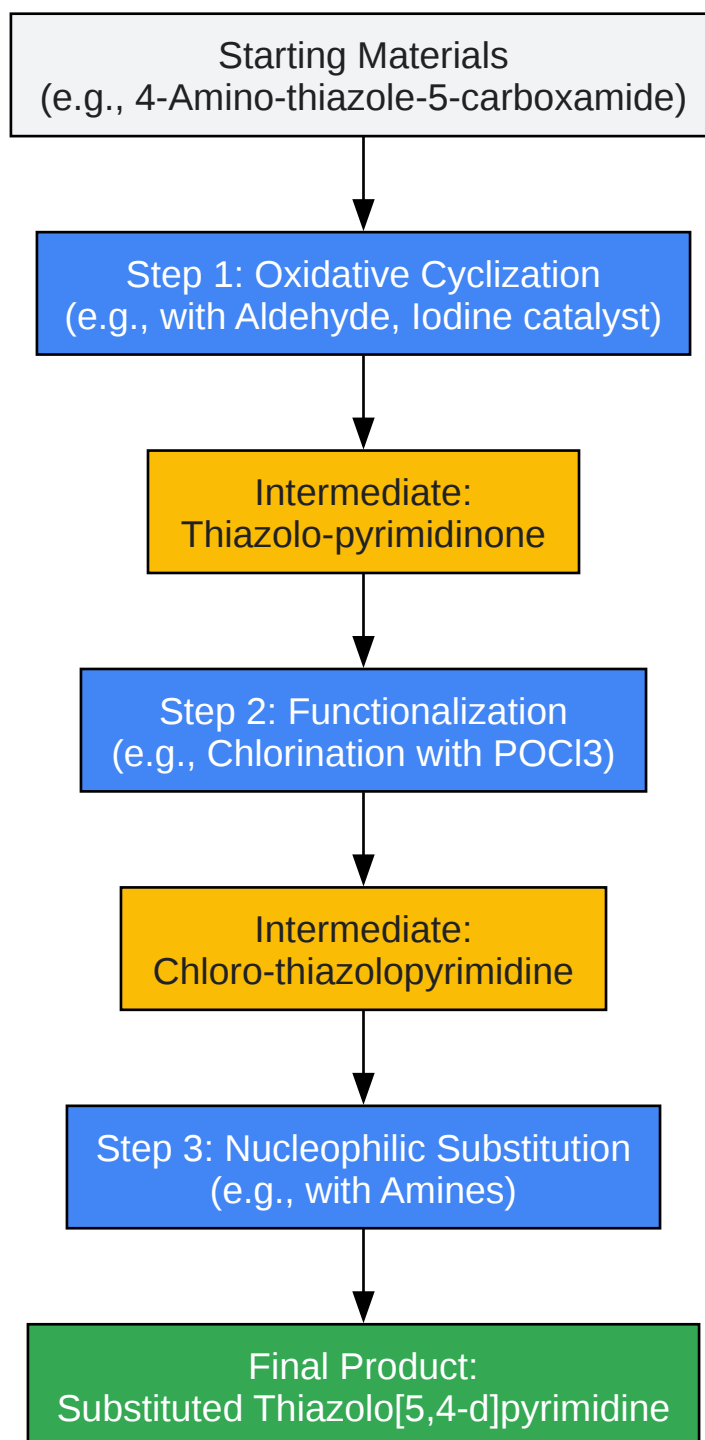 Starting Materials
(e.g., 4-Amino-thiazole-5-carboxamide)
Step 1: Oxidative Cyclization
(e.g., with Aldehyde, Iodine catalyst)
Intermediate:
Thiazolo-pyrimidinone
Step 2: Functionalization
(e.g., Chlorination with POCl3)
Intermediate:
Chloro-thiazolopyrimidine
Step 3: Nucleophilic Substitution
(e.g., with Amines)
Final Product:
Substituted Thiazolo[5,4-d]pyrimidine